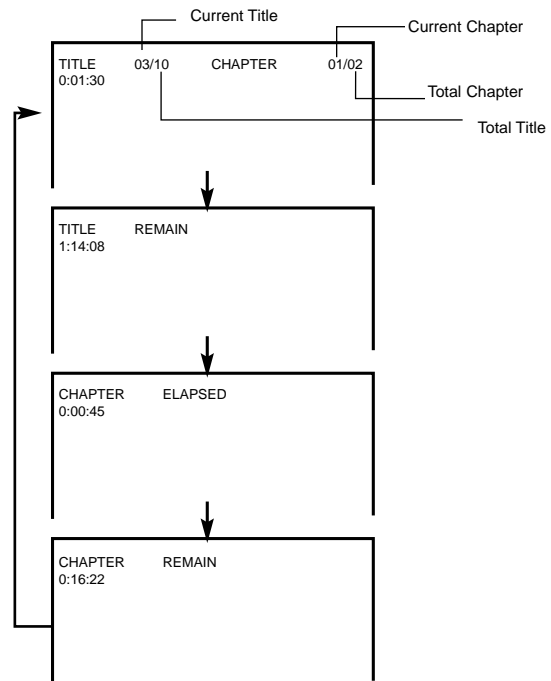 Current Title
Current Chapter
TITLE 03/10 CHAPTER 01/02
0:01:30
Total Chapter
Total Title
TITLE REMAIN
1:14:08
CHAPTER ELAPSED
0:00:45
CHAPTER REMAIN
0:16:22